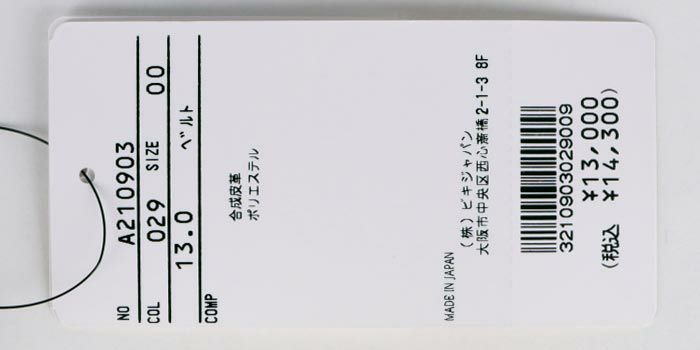 NO A210903
COL 029 SIZE 00
13.0 ベルト
COMP
合成皮革
ポリエステル
MADE IN JAPAN
(株)ビキジャパン
大阪市中央区西心斎橋2-1-3 8F
3210903029009
¥13,000
(税込 ¥14,300)